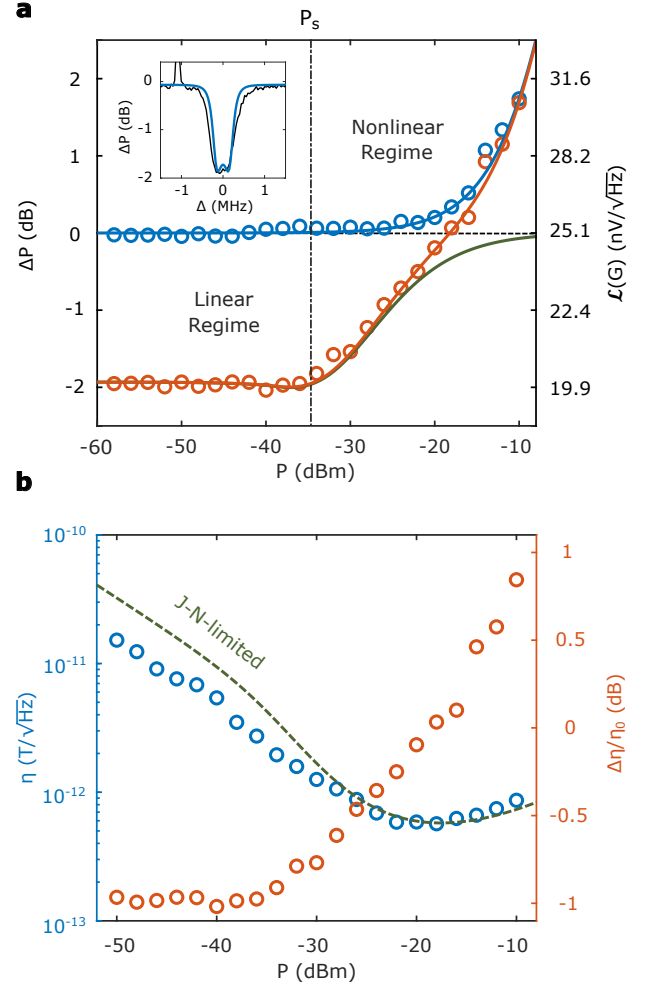 a
P_s
2
1
0
-1
-2
ΔP (dB)
0
-1
-2
ΔP (dB)
-1
0
1
Δ (MHz)
Nonlinear
Regime
Linear
Regime
31.6
28.2
25.1
22.4
19.9
𝓛(G) (nV/√Hz)
-60
-50
-40
-30
-20
-10
P (dBm)
b
10^-10
10^-11
10^-12
10^-13
η (T/√Hz)
J-N-limited
1
0.5
0
-0.5
-1
Δη/η_0 (dB)
-50
-40
-30
-20
-10
P (dBm)